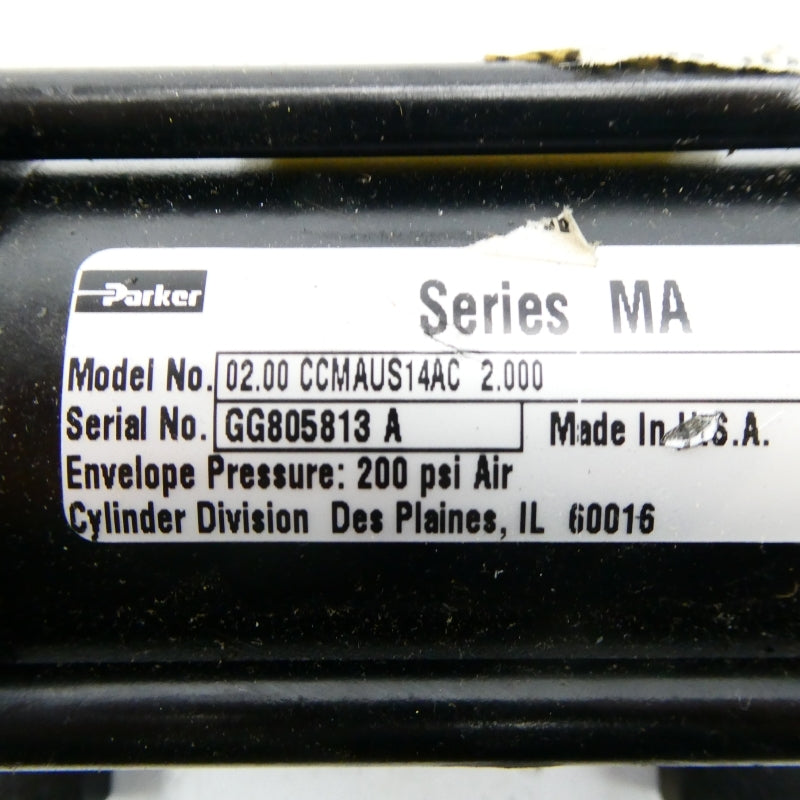 Parker
Series MA
Model No. 02.00 CCMAUS14AC 2.000
Serial No. GG805813 A Made In U.S.A.
Envelope Pressure: 200 psi Air
Cylinder Division Des Plaines, IL 60016